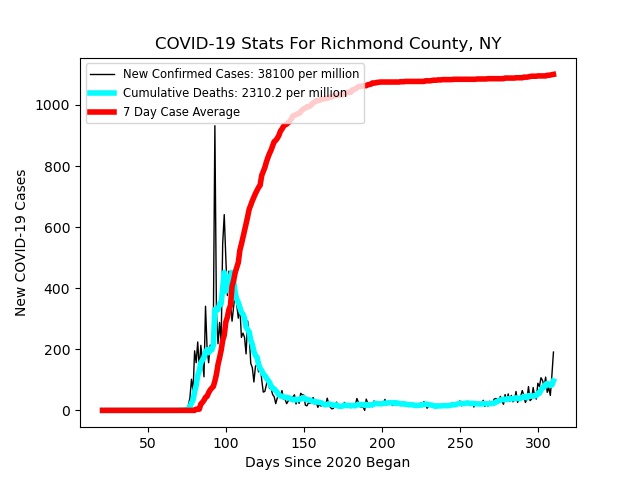 COVID-19 Stats For Richmond County, NY
New Confirmed Cases: 38100 per million
Cumulative Deaths: 2310.2 per million
7 Day Case Average
1000
800
600
400
200
0
New COVID-19 Cases
50 100 150 200 250 300
Days Since 2020 Began